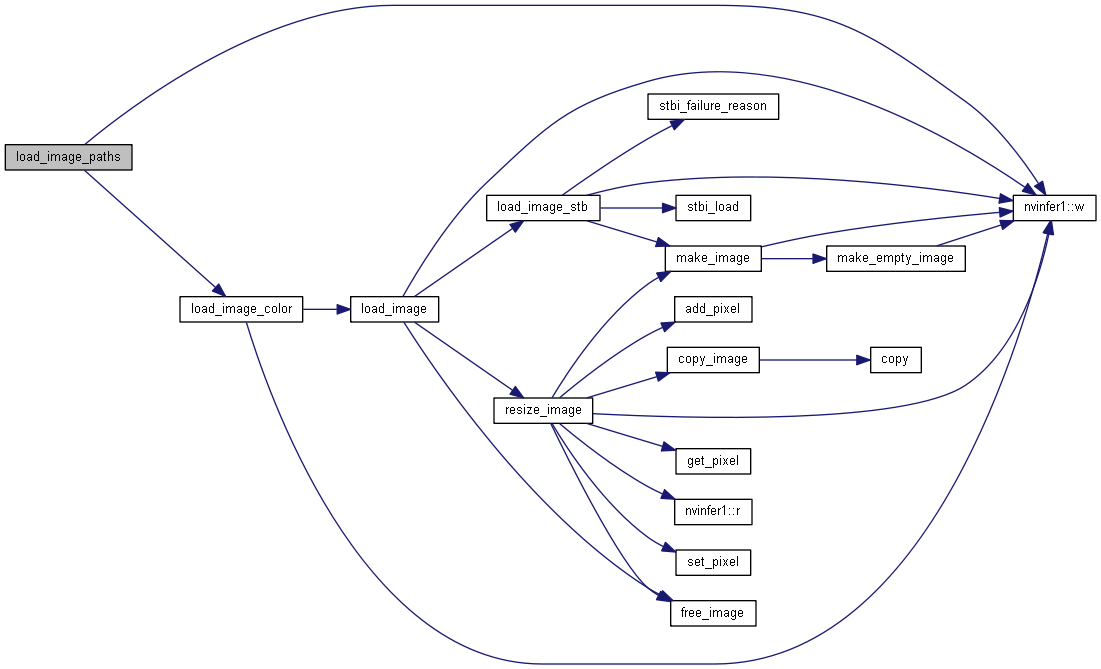 load_image_paths
load_image_color
load_image
load_image_stb
resize_image
stbi_failure_reason
stbi_load
make_image
add_pixel
copy_image
get_pixel
nvinfer1::r
set_pixel
free_image
make_empty_image
copy
nvinfer1::w